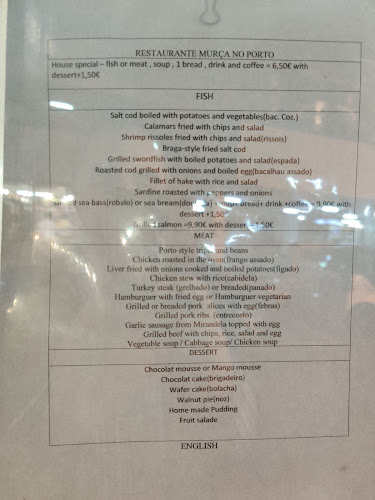 RESTAURANTE MURÇA NO PORTO
House special – fish or meat , soup , 1 bread , drink and coffee = 6,50€ with
dessert+1,50€
FISH
Salt cod boiled with potatoes and vegetables(bac. Coz.)
Calamars fried with chips and salad
Shrimp rissoles fried with chips and salad(rissois)
Braga-style fried salt cod
Grilled swordfish with boiled potatoes and salad(espada)
Roasted cod grilled with onions and boiled egg(bacalhau assado)
Fillet of hake with rice and salad
Sardine roasted with peppers and onions
sea bass(robalo) or sea bream( bread+ drink +coffee = 9,90€ with
dessert +1,50
Grilled salmon =9,90€ with dessert +1,50€
MEAT
Porto style tripe and beans
Chicken roasted in the oven(frango assado)
Liver fried with onions cooked and boiled potatoes(figado)
Chicken stew with rice(cabidela)
Turkey steak (grelhado) or breaded(panado)
Hamburguer with fried egg or Hamburguer vegetarian
Grilled or breaded pork slices with egg(febras)
Grilled pork ribs (entrecosto)
Garlic sausage from Mirandela topped with egg
Grilled beef with chips, rice, salad and egg
Vegetable soup / Cabbage soup/ Chicken soup
DESSERT
Chocolat mousse or Mango mousse
Chocolat cake(brigadeiro)
Wafer cake(bolacha)
Walnut pie(noz)
Home made Pudding
Fruit salade
ENGLISH